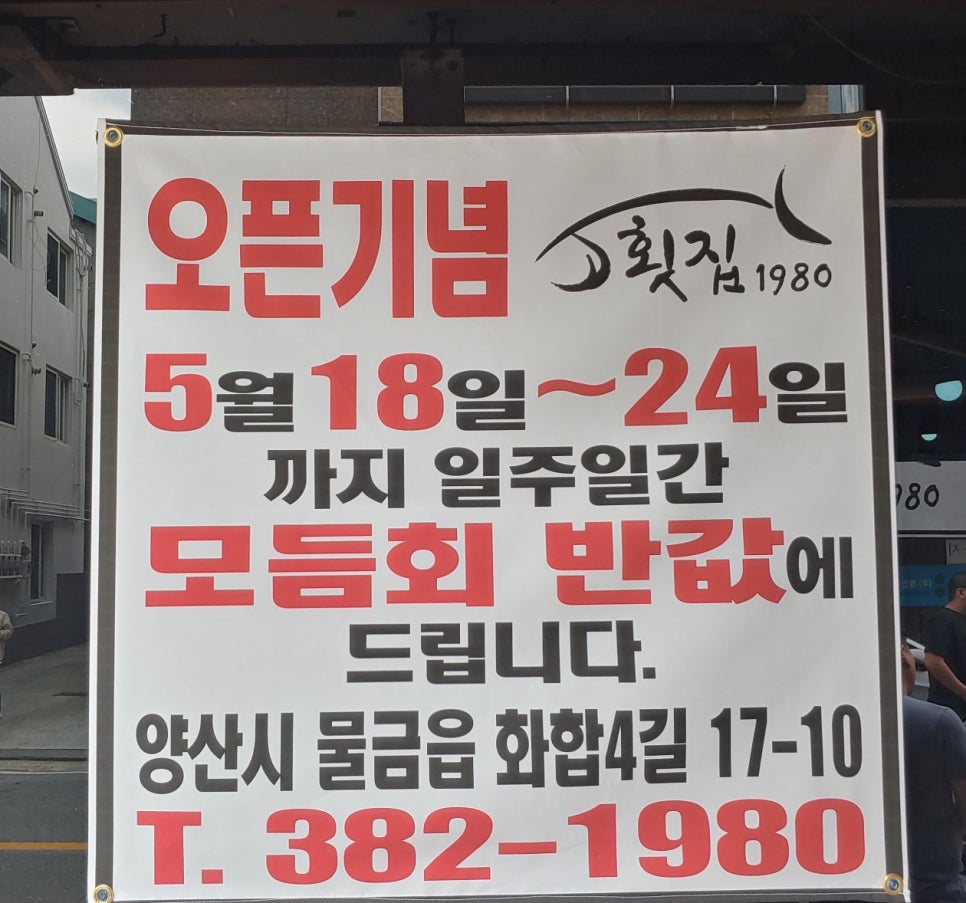 오픈기념
횟집 1980
5월 18일~24일
까지 일주일간
모듬회 반값에
드립니다.
양산시 물금읍 화합4길 17-10
T. 382-1980
980